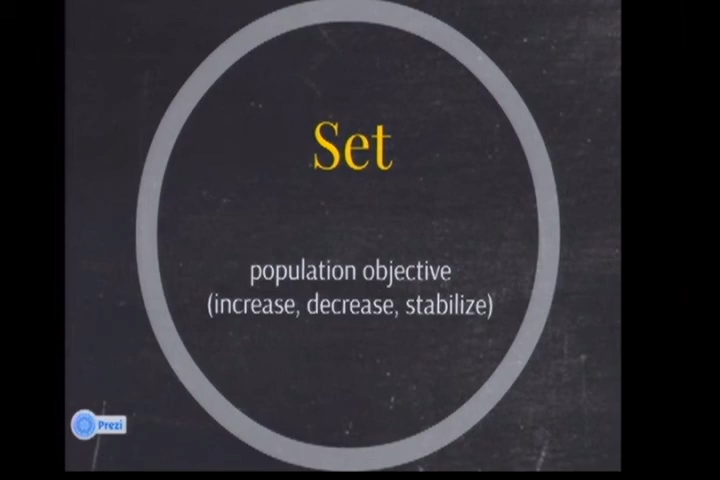 Set
population objective
(increase, decrease, stabilize)
Prezi